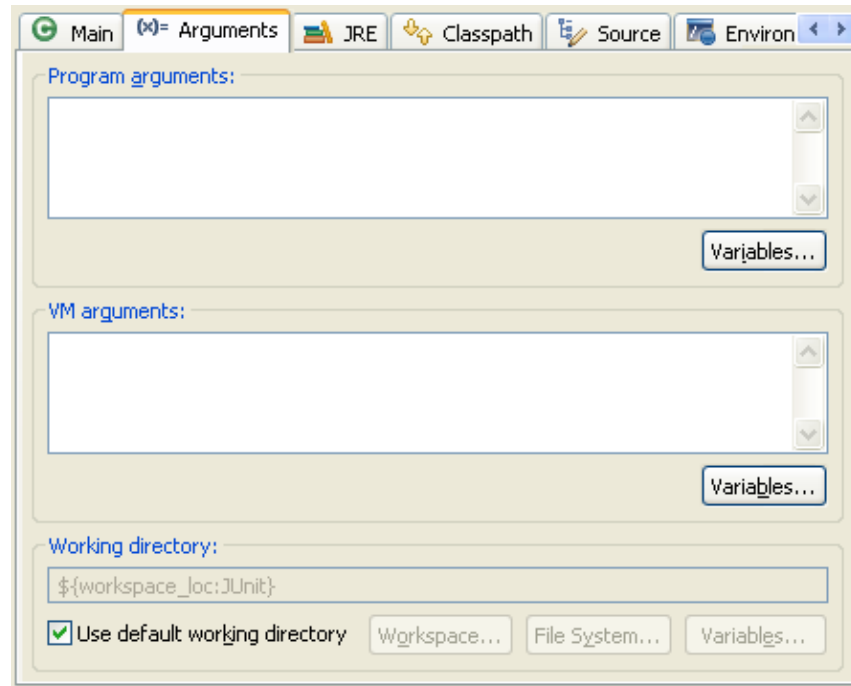 Main (x)= Arguments JRE Classpath Source Environ
Program arguments:
Variables...
VM arguments:
Variables...
Working directory:
${workspace_loc:JUnit}
Use default working directory Workspace... File System... Variables...